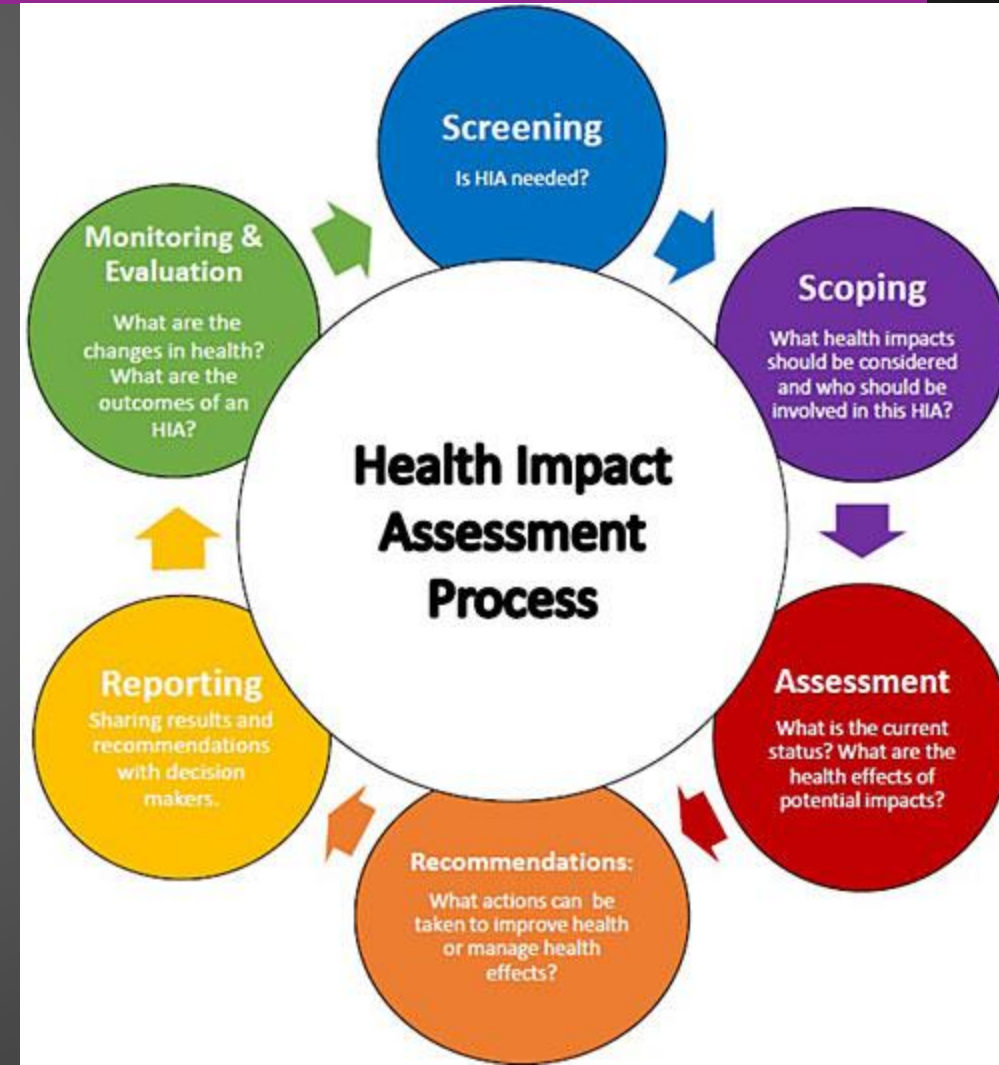 Screening
Is HIA needed?
Scoping
What health impacts
should be considered
and who should be
involved in this HIA?
Assessment
What is the current
status? What are the
health effects of
potential impacts?
Recommendations:
What actions can be
taken to improve health
or manage health
effects?
Reporting
Sharing results and
recommendations
with decision
makers.
Monitoring &
Evaluation
What are the
changes in health?
What are the
outcomes of an
HIA?
Health Impact
Assessment
Process